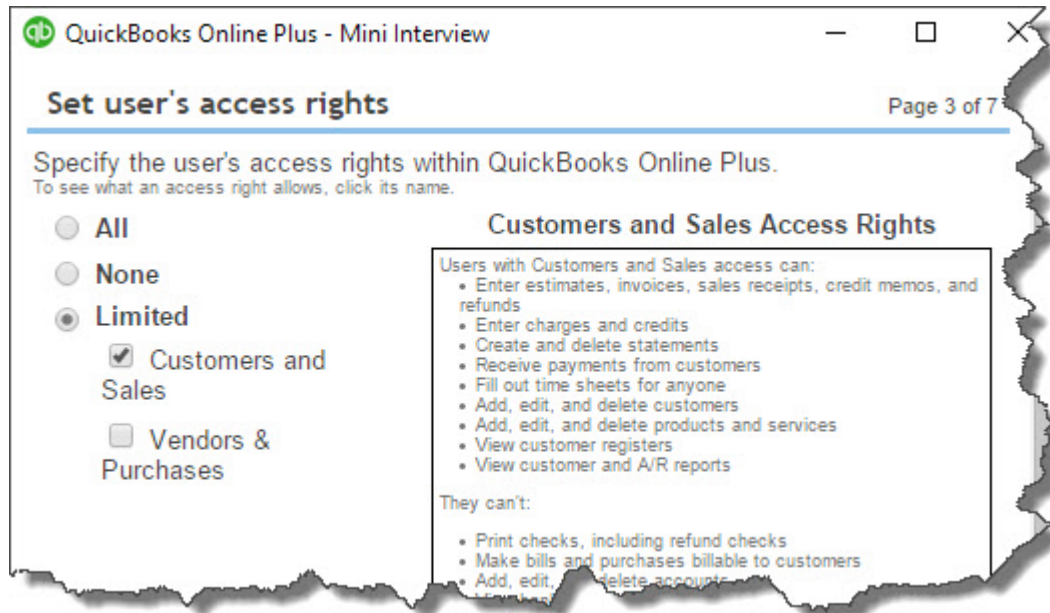 QuickBooks Online Plus - Mini Interview
Set user's access rights
Page 3 of 7
Specify the user's access rights within QuickBooks Online Plus.
To see what an access right allows, click its name.
All
None
Limited
Customers and
Sales
Vendors &
Purchases
Customers and Sales Access Rights
Users with Customers and Sales access can:
• Enter estimates, invoices, sales receipts, credit memos, and
refunds
• Enter charges and credits
• Create and delete statements
• Receive payments from customers
• Fill out time sheets for anyone
• Add, edit, and delete customers
• Add, edit, and delete products and services
• View customer registers
• View customer and A/R reports
They can't:
• Print checks, including refund checks
• Make bills and purchases billable to customers
• Add, edit, delete accounts